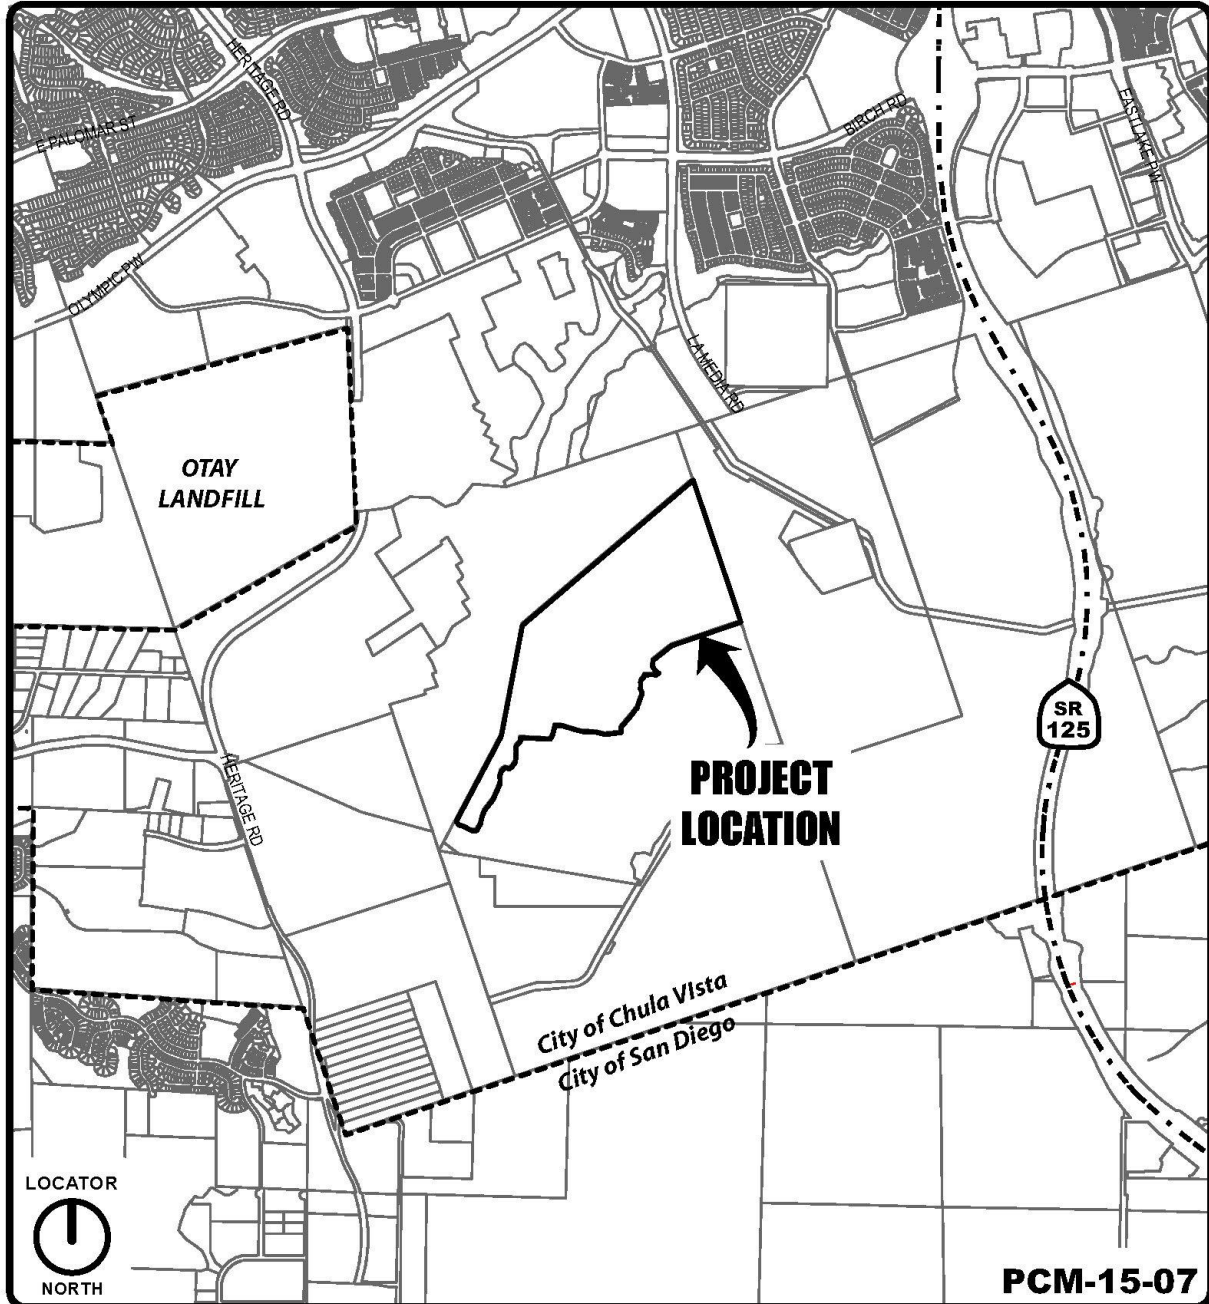 HERITAGE RD
E PALOMAR ST
BIRCH RD
EASTLAKE PW
OLYMPIC PW
LA MEDIA RD
OTAY
LANDFILL
SR
125
HERITAGE RD
PROJECT
LOCATION
City of Chula VIsta
City of San Diego
LOCATOR
NORTH
PCM-15-07